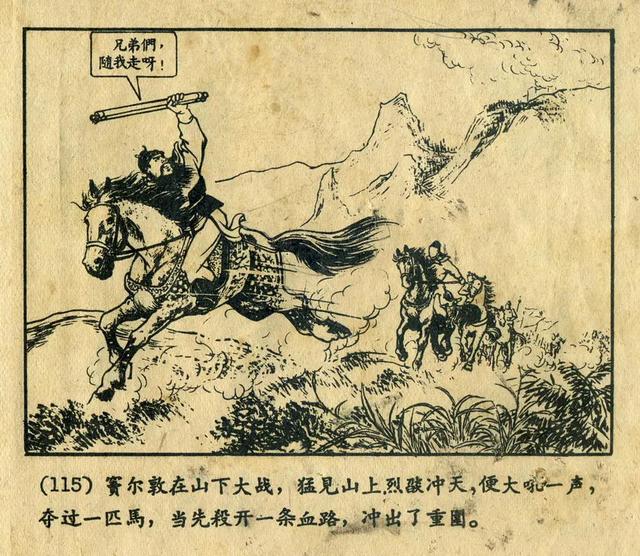 兄弟們，
随我走呀！
(115) 竇尔敦在山下大战，猛見山上烈燄冲天，便大吼一声，
夺过一匹馬，当先殺开一条血路，冲出了重圍。